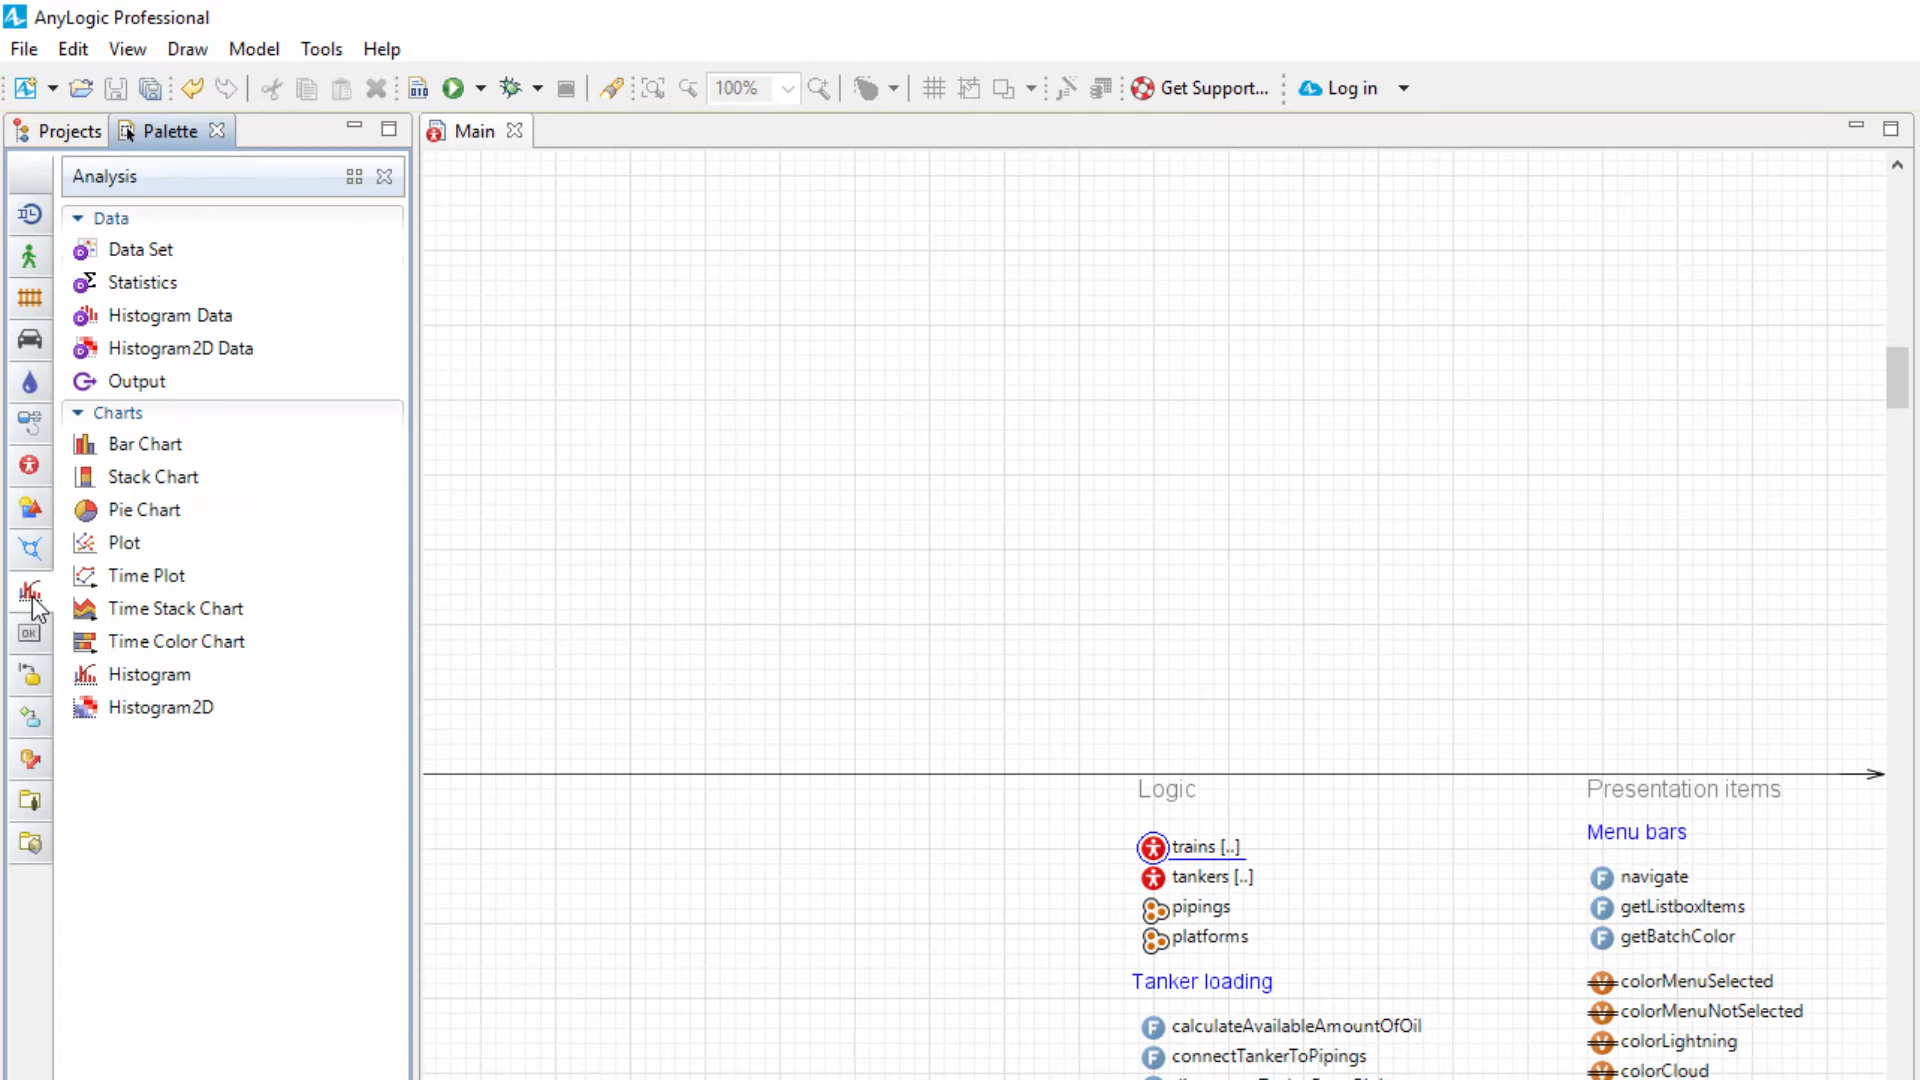 AnyLogic Professional
File Edit View Draw Model Tools Help
100% Get Support... Log in
Projects Palette Main
Analysis
Data
Data Set
Statistics
Histogram Data
Histogram2D Data
Output
Charts
Bar Chart
Stack Chart
Pie Chart
Plot
Time Plot
Time Stack Chart
OK
Time Color Chart
Histogram
Histogram2D
Logic
trains [..]
tankers [..]
pipings
platforms
Tanker loading
calculateAvailableAmountOfOil
connectTankerToPipings
Presentation items
Menu bars
navigate
getListboxItems
getBatchColor
colorMenuSelected
colorMenuNotSelected
colorLightning
colorCloud